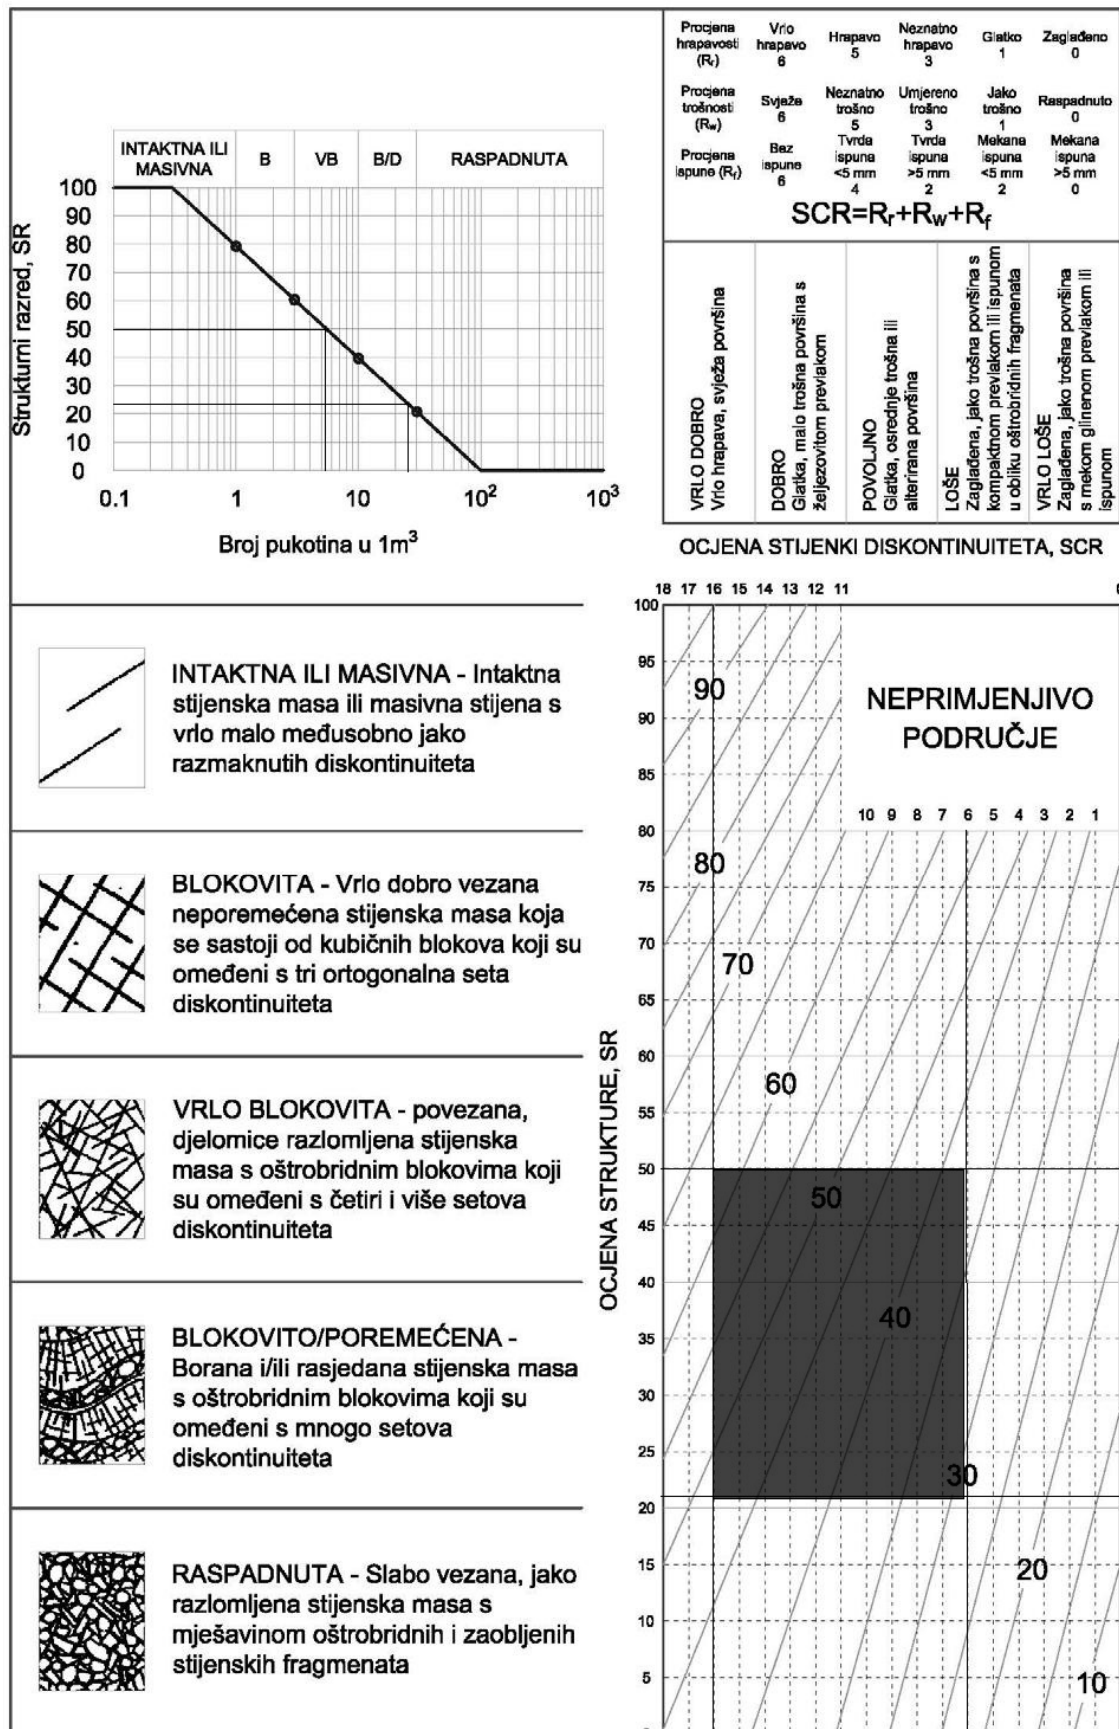 Procjena hrapavosti (Rr)
Vrlo hrapavo 6
Hrapavo 5
Neznatno hrapavo 3
Glatko 1
Zaglađeno 0
Procjena trošnosti (Rw)
Svježe 6
Neznatno trošno 5
Umjereno trošno 3
Jako trošno 1
Raspadnuto 0
Procjena ispune (Rf)
Bez ispune 6
Tvrda ispuna <5 mm 4
Tvrda ispuna >5 mm 2
Mekana ispuna <5 mm 2
Mekana ispuna >5 mm 0
SCR=Rr+Rw+Rf
INTAKTNA ILI MASIVNA
B
VB
B/D
RASPADNUTA
Strukturni razred, SR
100
90
80
70
60
50
40
30
20
10
0
0.1 1 10 10² 10³
Broj pukotina u 1m³
VRLO DOBRO
Vrlo hrapava, svježa površina
DOBRO
Glatka, malo trošna površina s
željezovitom prevlakom
POVOLJNO
Glatka, osrednje trošna ili
alterirana površina
LOŠE
Zaglađena, jako trošna površina s
kompaktnom prevlakom ili ispunom
u obliku oštrobridnih fragmenata
VRLO LOŠE
Zaglađena, jako trošna površina
s mekom glinenom prevlakom ili
ispunom
OCJENA STIJENKI DISKONTINUITETA, SCR
18 17 16 15 14 13 12 11
INTAKTNA ILI MASIVNA - Intaktna
stijenska masa ili masivna stijena s
vrlo malo međusobno jako
razmaknutih diskontinuiteta
BLOKOVITA - Vrlo dobro vezana
neporemećena stijenska masa koja
se sastoji od kubičnih blokova koji su
omeđeni s tri ortogonalna seta
diskontinuiteta
VRLO BLOKOVITA - povezana,
djelomice razlomljena stijenska
masa s oštrobridnim blokovima koji
su omeđeni s četiri i više setova
diskontinuiteta
BLOKOVITO/POREMEĆENA -
Borana i/ili rasjedana stijenska masa
s oštrobridnim blokovima koji su
omeđeni s mnogo setova
diskontinuiteta
RASPADNUTA - Slabo vezana, jako
razlomljena stijenska masa s
mješavinom oštrobridnih i zaobljenih
stijenskih fragmenata
OCJENA STRUKTURE, SR
100
95
90
85
80
75
70
65
60
55
50
45
40
35
30
25
20
15
10
5
NEPRIMJENJIVO
PODRUČJE
10 9 8 7 6 5 4 3 2 1
90
80
70
60
50
40
30
20
10